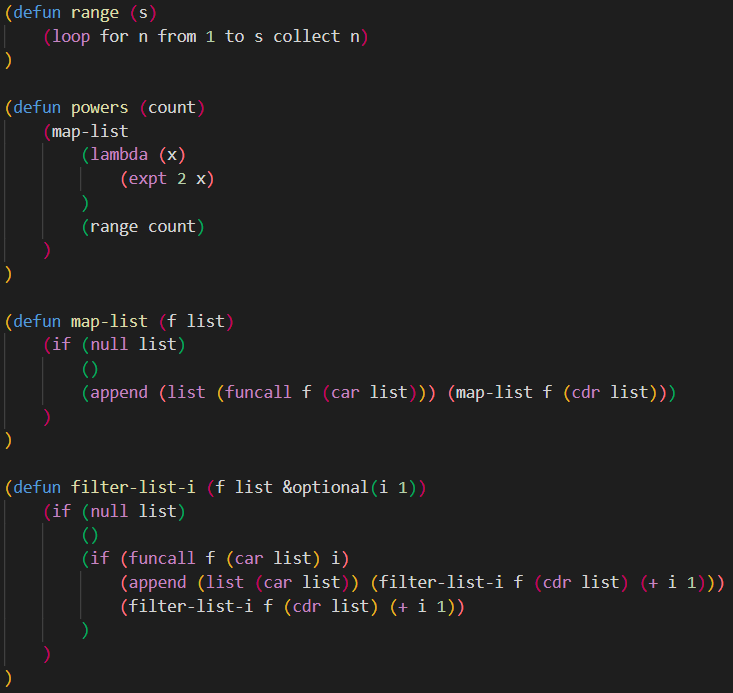 (defun range (s)
    (loop for n from 1 to s collect n)
)

(defun powers (count)
    (map-list
        (lambda (x)
            (expt 2 x)
        )
        (range count)
    )
)

(defun map-list (f list)
    (if (null list)
        ()
        (append (list (funcall f (car list))) (map-list f (cdr list)))
    )
)

(defun filter-list-i (f list &optional(i 1))
    (if (null list)
        ()
        (if (funcall f (car list) i)
            (append (list (car list)) (filter-list-i f (cdr list) (+ i 1)))
            (filter-list-i f (cdr list) (+ i 1))
        )
    )
)